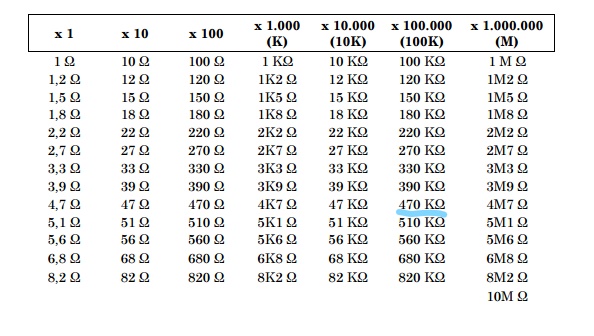 x 1 x 10 x 100 x 1.000 (K) x 10.000 (10K) x 100.000 (100K) x 1.000.000 (M)
1 Ω 10 Ω 100 Ω 1 KΩ 10 KΩ 100 KΩ 1 M Ω
1,2 Ω 12 Ω 120 Ω 1K2 Ω 12 KΩ 120 KΩ 1M2 Ω
1,5 Ω 15 Ω 150 Ω 1K5 Ω 15 KΩ 150 KΩ 1M5 Ω
1,8 Ω 18 Ω 180 Ω 1K8 Ω 18 KΩ 180 KΩ 1M8 Ω
2,2 Ω 22 Ω 220 Ω 2K2 Ω 22 KΩ 220 KΩ 2M2 Ω
2,7 Ω 27 Ω 270 Ω 2K7 Ω 27 KΩ 270 KΩ 2M7 Ω
3,3 Ω 33 Ω 330 Ω 3K3 Ω 33 KΩ 330 KΩ 3M3 Ω
3,9 Ω 39 Ω 390 Ω 3K9 Ω 39 KΩ 390 KΩ 3M9 Ω
4,7 Ω 47 Ω 470 Ω 4K7 Ω 47 KΩ 470 KΩ 4M7 Ω
5,1 Ω 51 Ω 510 Ω 5K1 Ω 51 KΩ 510 KΩ 5M1 Ω
5,6 Ω 56 Ω 560 Ω 5K6 Ω 56 KΩ 560 KΩ 5M6 Ω
6,8 Ω 68 Ω 680 Ω 6K8 Ω 68 KΩ 680 KΩ 6M8 Ω
8,2 Ω 82 Ω 820 Ω 8K2 Ω 82 KΩ 820 KΩ 8M2 Ω
10M Ω